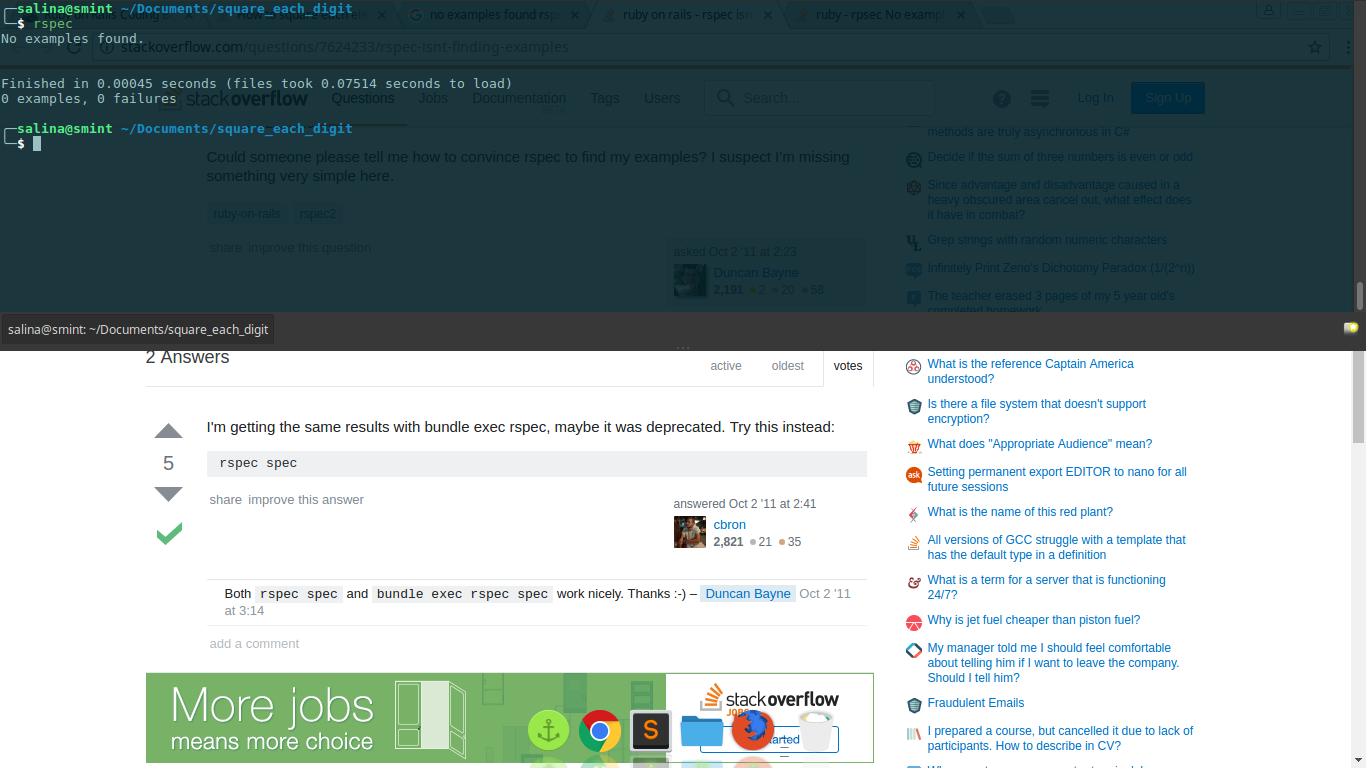 salina@smint ~/Documents/square_each_digit
$ rspec
No examples found.
Finished in 0.00045 seconds (files took 0.07514 seconds to load)
0 examples, 0 failures
salina@smint ~/Documents/square_each_digit
$
no examples found rsp
ruby on rails - rspec isn
ruby - rpsec No exampl
stackoverflow.com/questions/7624233/rspec-isnt-finding-examples
stackoverflow Questions Jobs Documentation Tags Users Search... Log In Sign Up
Could someone please tell me how to convince rspec to find my examples? I suspect I'm missing
something very simple here.
ruby-on-rails rspec2
share improve this question
asked Oct 2 '11 at 2:23
Duncan Bayne
2,191 2 20 58
methods are truly asynchronous in C#
Decide if the sum of three numbers is even or odd
Since advantage and disadvantage caused in a
heavy obscured area cancel out, what effect does
it have in combat?
Grep strings with random numeric characters
Infinitely Print Zeno's Dichotomy Paradox (1/(2^n))
The teacher erased 3 pages of my 5 year old's
completed homework
salina@smint: ~/Documents/square_each_digit
2 Answers
active oldest votes
I'm getting the same results with bundle exec rspec, maybe it was deprecated. Try this instead:
5
rspec spec
share improve this answer
answered Oct 2 '11 at 2:41
cbron
2,821 21 35
Both rspec spec and bundle exec rspec spec work nicely. Thanks :-) – Duncan Bayne Oct 2 '11
at 3:14
add a comment
More jobs
means more choice
stackoverflow
JOBS
What is the reference Captain America
understood?
Is there a file system that doesn't support
encryption?
What does "Appropriate Audience" mean?
Setting permanent export EDITOR to nano for all
future sessions
What is the name of this red plant?
All versions of GCC struggle with a template that
has the default type in a definition
What is a term for a server that is functioning
24/7?
Why is jet fuel cheaper than piston fuel?
My manager told me I should feel comfortable
about telling him if I want to leave the company.
Should I tell him?
Fraudulent Emails
I prepared a course, but cancelled it due to lack of
participants. How to describe in CV?